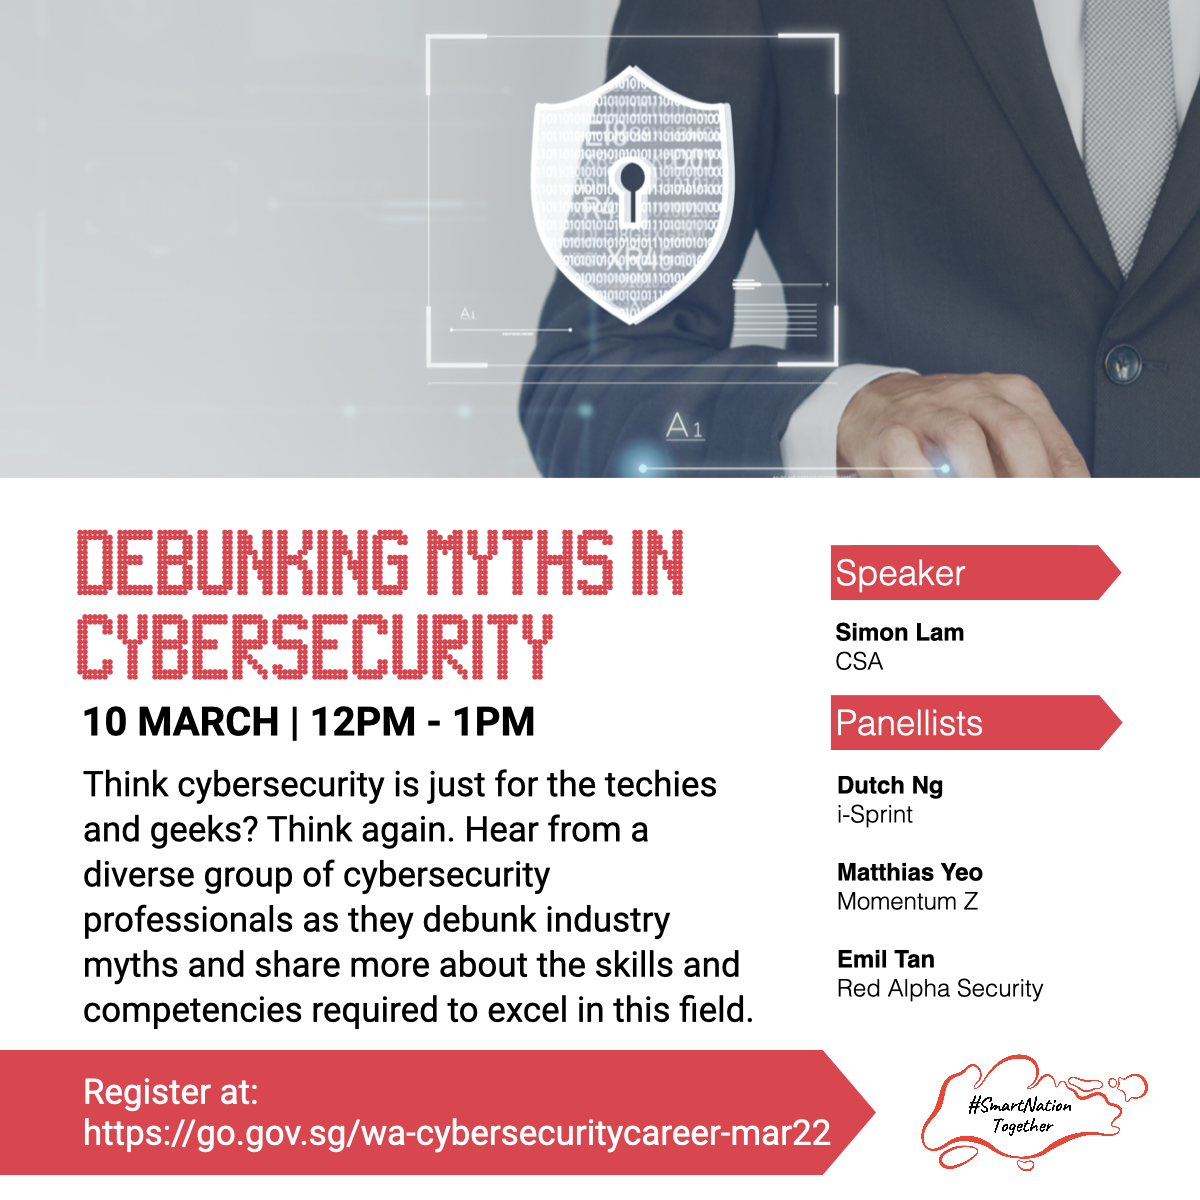 A1
A1
DEBUNKING MYTHS IN
CYBERSECURITY
10 MARCH | 12PM - 1PM
Think cybersecurity is just for the techies
and geeks? Think again. Hear from a
diverse group of cybersecurity
professionals as they debunk industry
myths and share more about the skills and
competencies required to excel in this field.
Speaker
Simon Lam
CSA
Panellists
Dutch Ng
i-Sprint
Matthias Yeo
Momentum Z
Emil Tan
Red Alpha Security
Register at:
https://go.gov.sg/wa-cybersecuritycareer-mar22
#SmartNation
Together